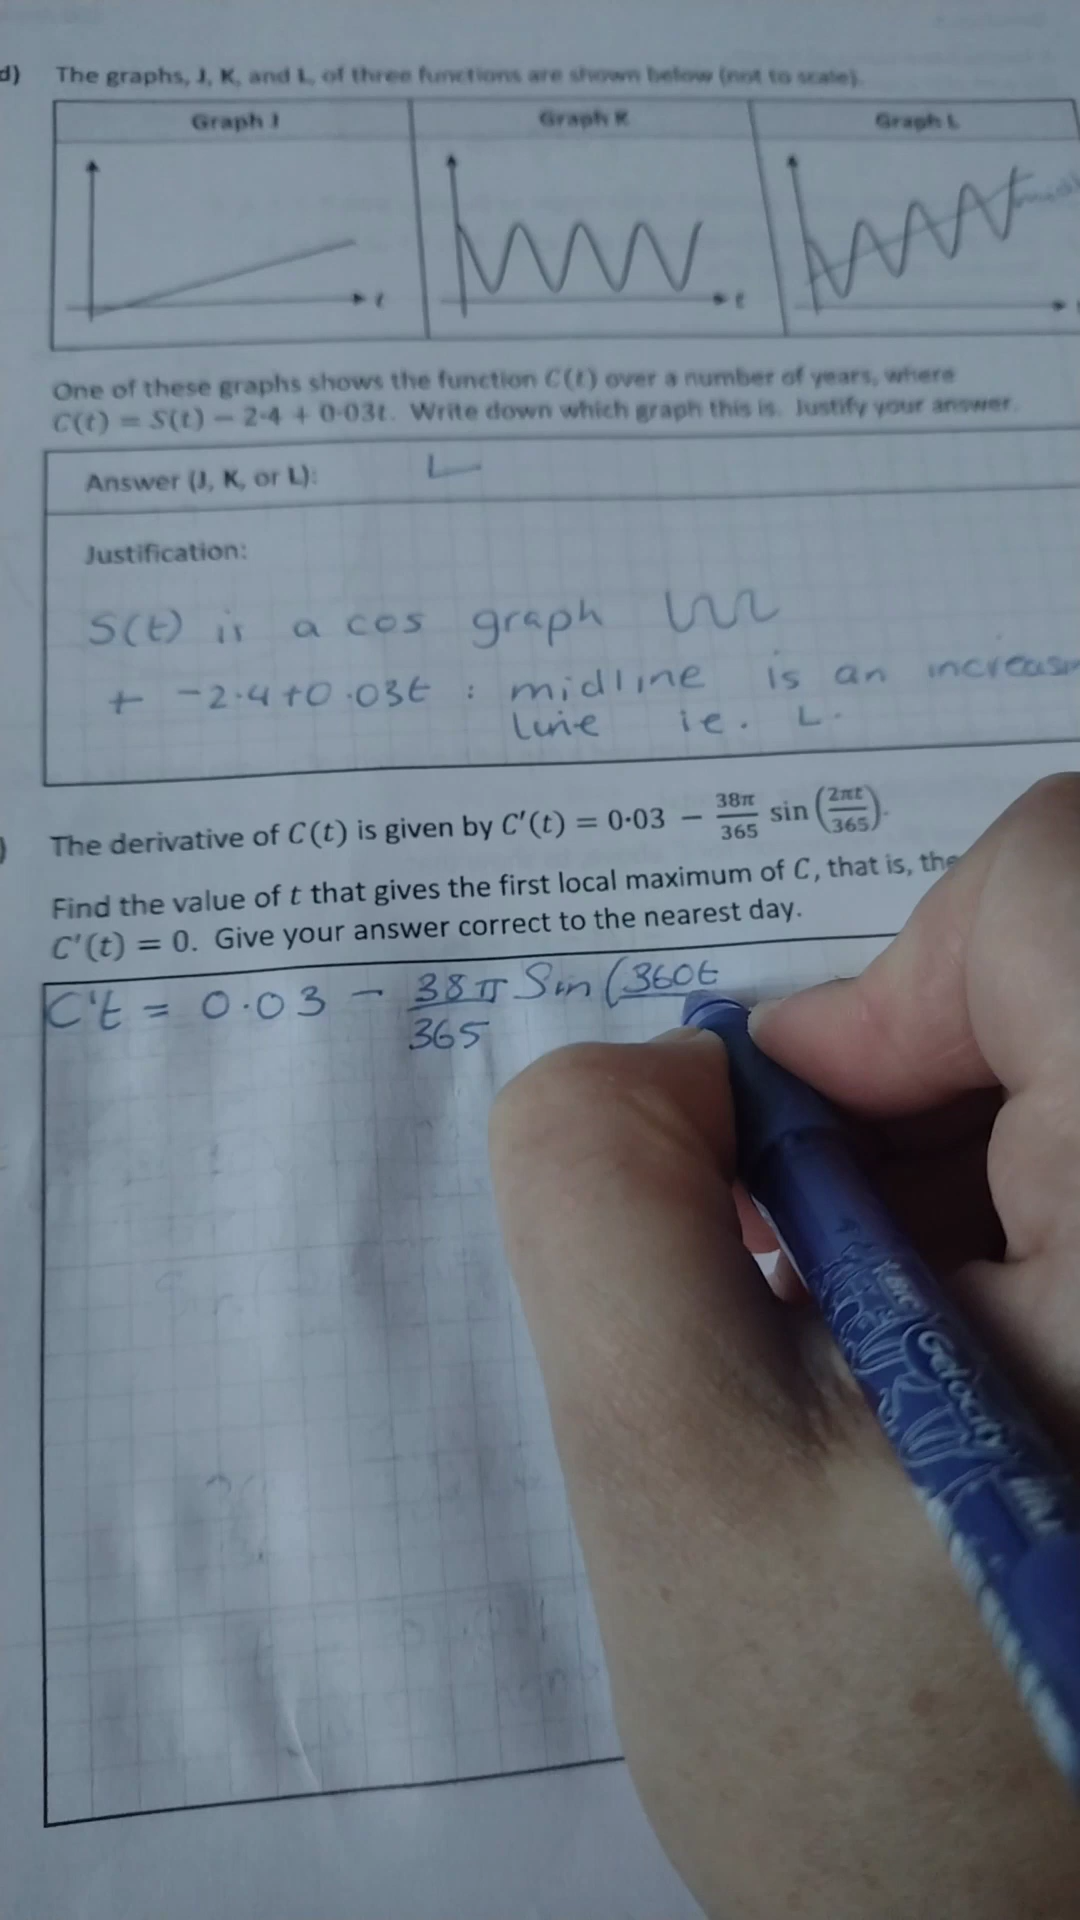 d) The graphs, J, K, and L, of three functions are shown below (not to scale).
Graph J Graph K Graph L
t t
One of these graphs shows the function C(t) over a number of years, where
C(t) = S(t) − 2·4 + 0·03t. Write down which graph this is. Justify your answer.
Answer (J, K, or L): L
Justification:
S(t) is a cos graph
+ -2.4+0.03t : midline is an
line ie. L.
) The derivative of C(t) is given by C′(t) = 0·03 − 38π/365 sin (2πt/365).
Find the value of t that gives the first local maximum of C, that is, the
C′(t) = 0. Give your answer correct to the nearest day.
C't = 0.03 - 38π/365 Sin (360t
Gelocity